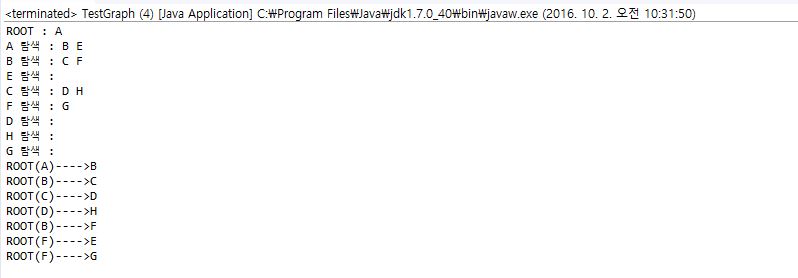 <terminated> TestGraph (4) [Java Application] C:₩Program Files₩Java₩jdk1.7.0_40₩bin₩javaw.exe (2016. 10. 2. 오전 10:31:50)
ROOT : A
A 탐색 : B E
B 탐색 : C F
E 탐색 :
C 탐색 : D H
F 탐색 : G
D 탐색 :
H 탐색 :
G 탐색 :
ROOT(A)---->B
ROOT(B)---->C
ROOT(C)---->D
ROOT(D)---->H
ROOT(B)---->F
ROOT(F)---->E
ROOT(F)---->G